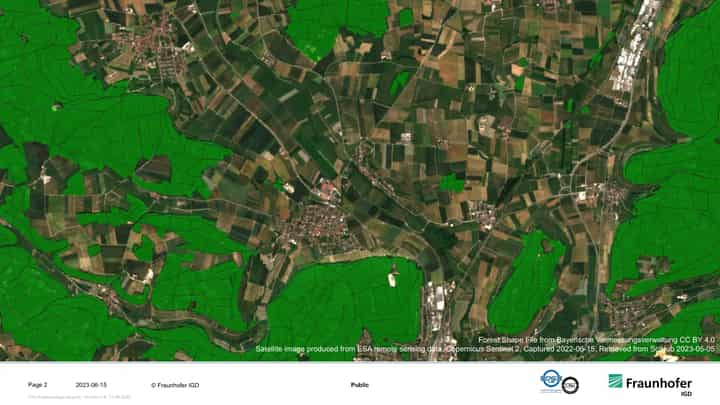 Forest Shape File from Bayerische Vermessungsverwaltung CC BY 4.0
Satellite image produced from ESA remote sensing data, Copernicus Sentinel 2, Captured 2022-06-15, Retrieved from SciHub 2023-05-05
Page 2 2023-06-15 © Fraunhofer IGD Public
Fraunhofer
IGD